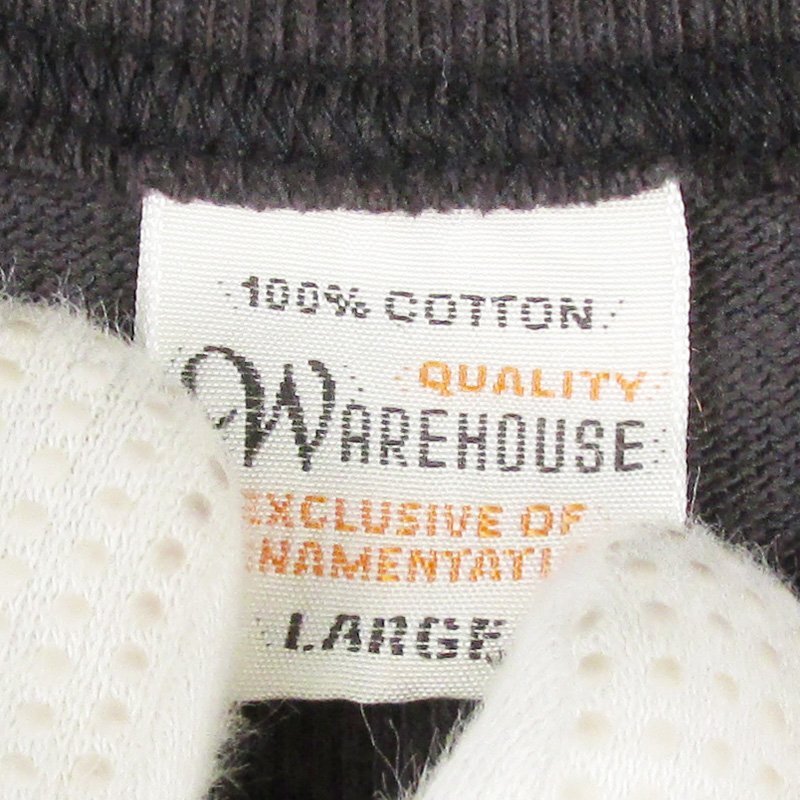 100% COTTON
QUALITY
WAREHOUSE
EXCLUSIVE OF
LARGE